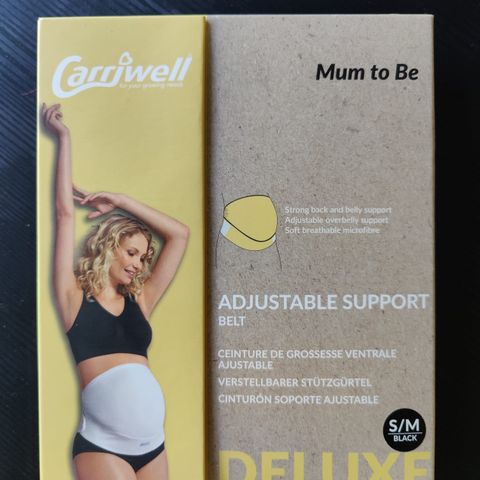 Carriwell
for your growing needs
Mum to Be
Strong back and belly support
Adjustable overbelly support
Soft breathable microfibre
ADJUSTABLE SUPPORT
BELT
CEINTURE DE GROSSESSE VENTRALE
AJUSTABLE
VERSTELLBARER STÜTZGÜRTEL
CINTURÓN SOPORTE AJUSTABLE
S/M
BLACK
DELUXE